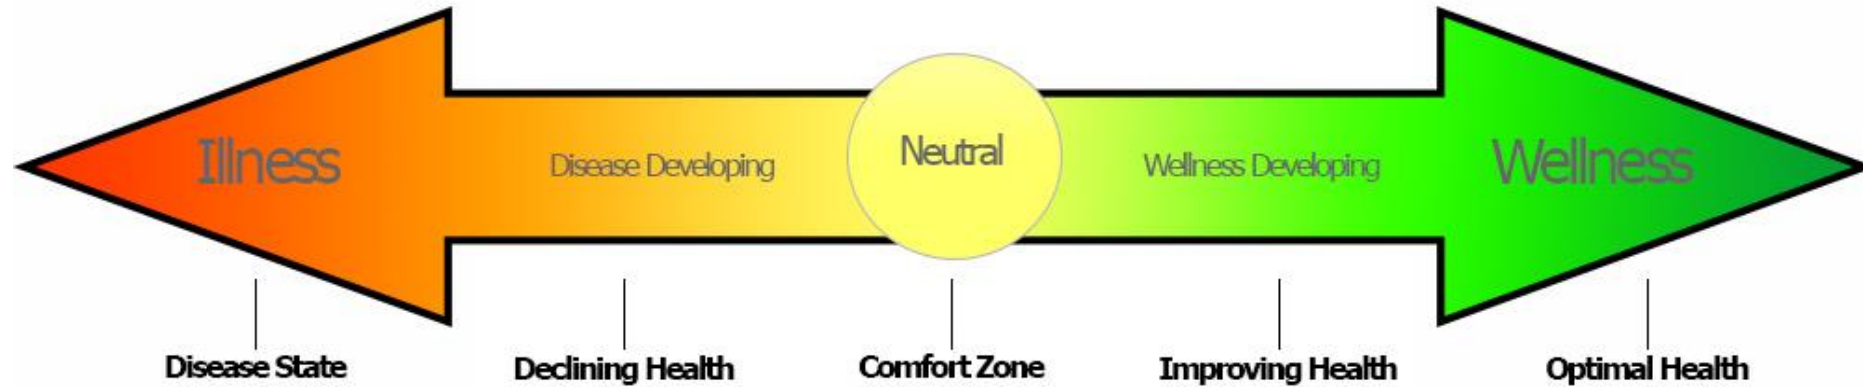 Illness
Disease Developing
Neutral
Wellness Developing
Wellness
Disease State
Declining Health
Comfort Zone
Improving Health
Optimal Health